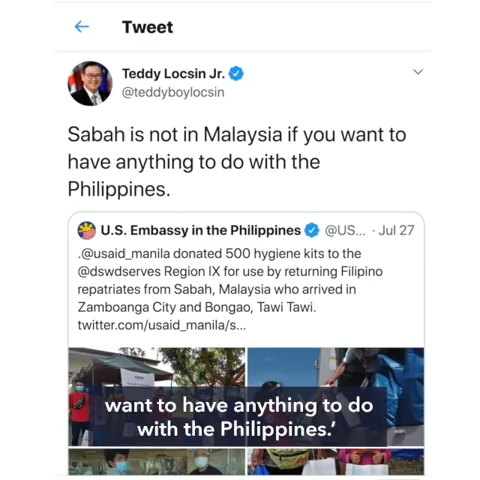 Tweet
Teddy Locsin Jr.
@teddyboylocsin
Sabah is not in Malaysia if you want to
have anything to do with the
Philippines.
U.S. Embassy in the Philippines @US... · Jul 27
.@usaid_manila donated 500 hygiene kits to the
@dswdserves Region IX for use by returning Filipino
repatriates from Sabah, Malaysia who arrived in
Zamboanga City and Bongao, Tawi Tawi.
twitter.com/usaid_manila/s...
want to have anything to do
with the Philippines.’